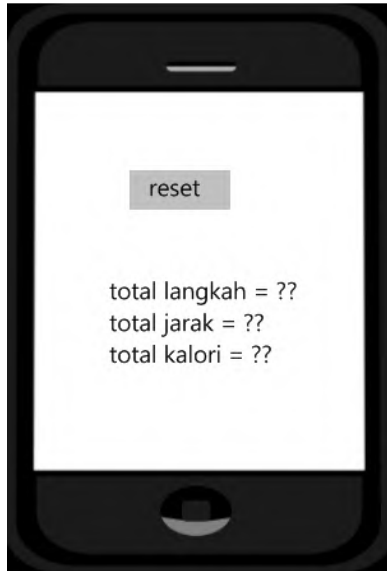 reset
total langkah = ??
total jarak = ??
total kalori = ??